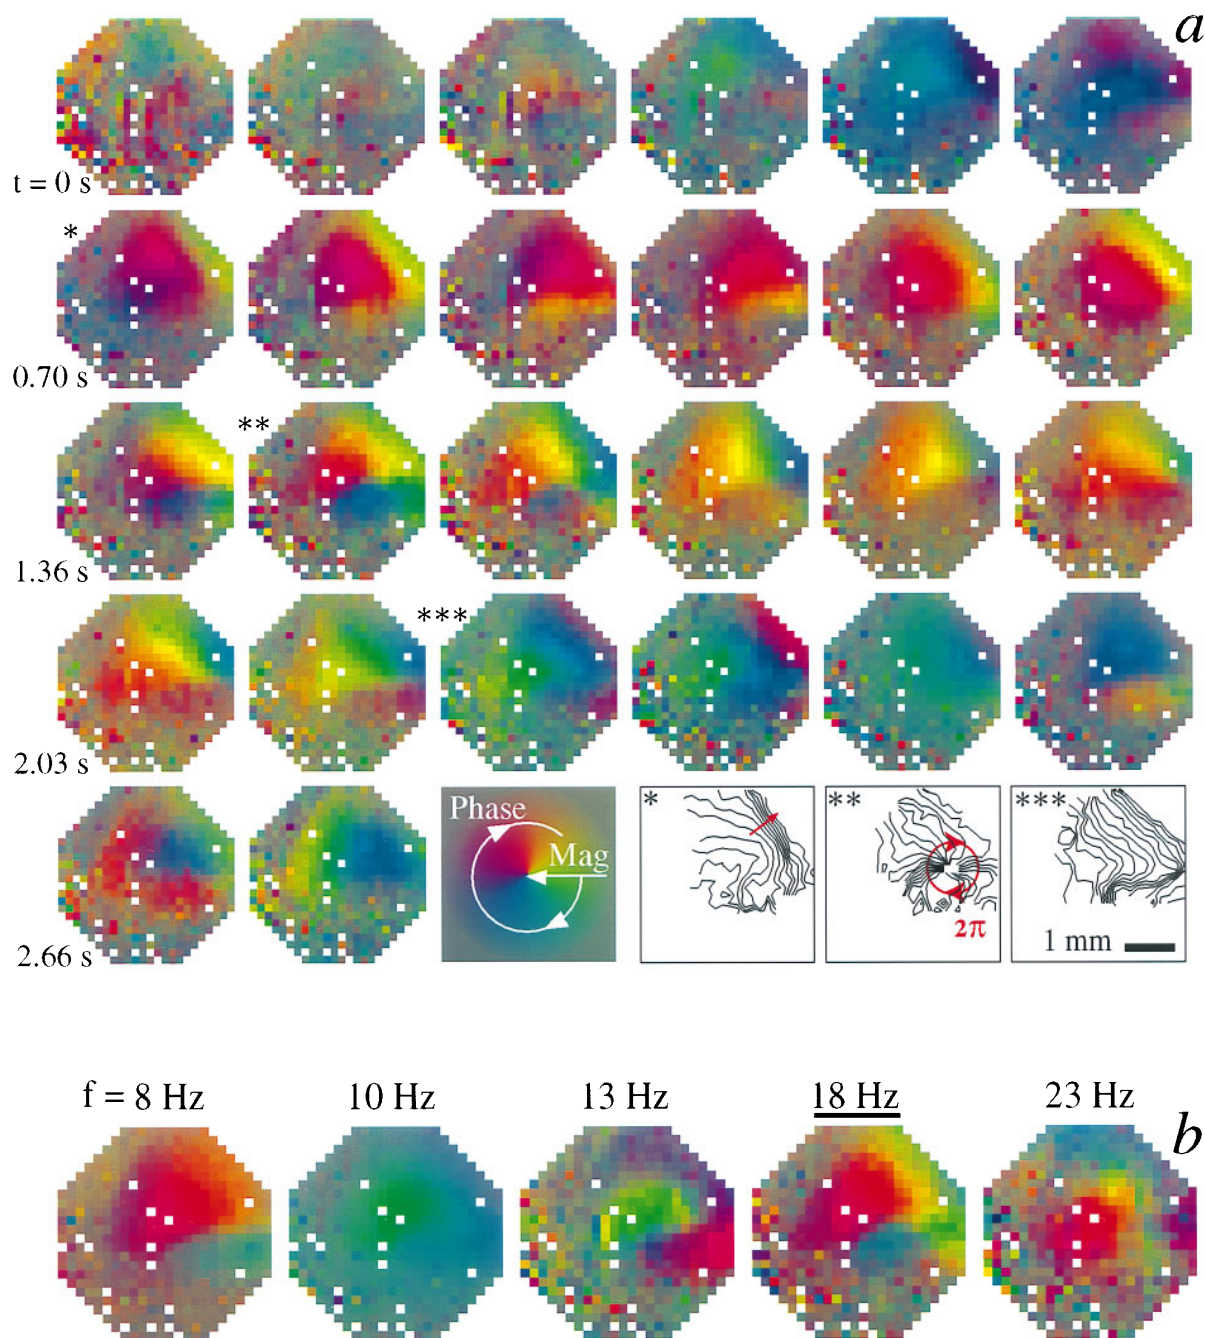 a
t = 0 s
*
0.70 s
**
1.36 s
***
2.03 s
Phase
Mag
*
**
2π
***
1 mm
2.66 s
f = 8 Hz
10 Hz
13 Hz
18 Hz
23 Hz
b